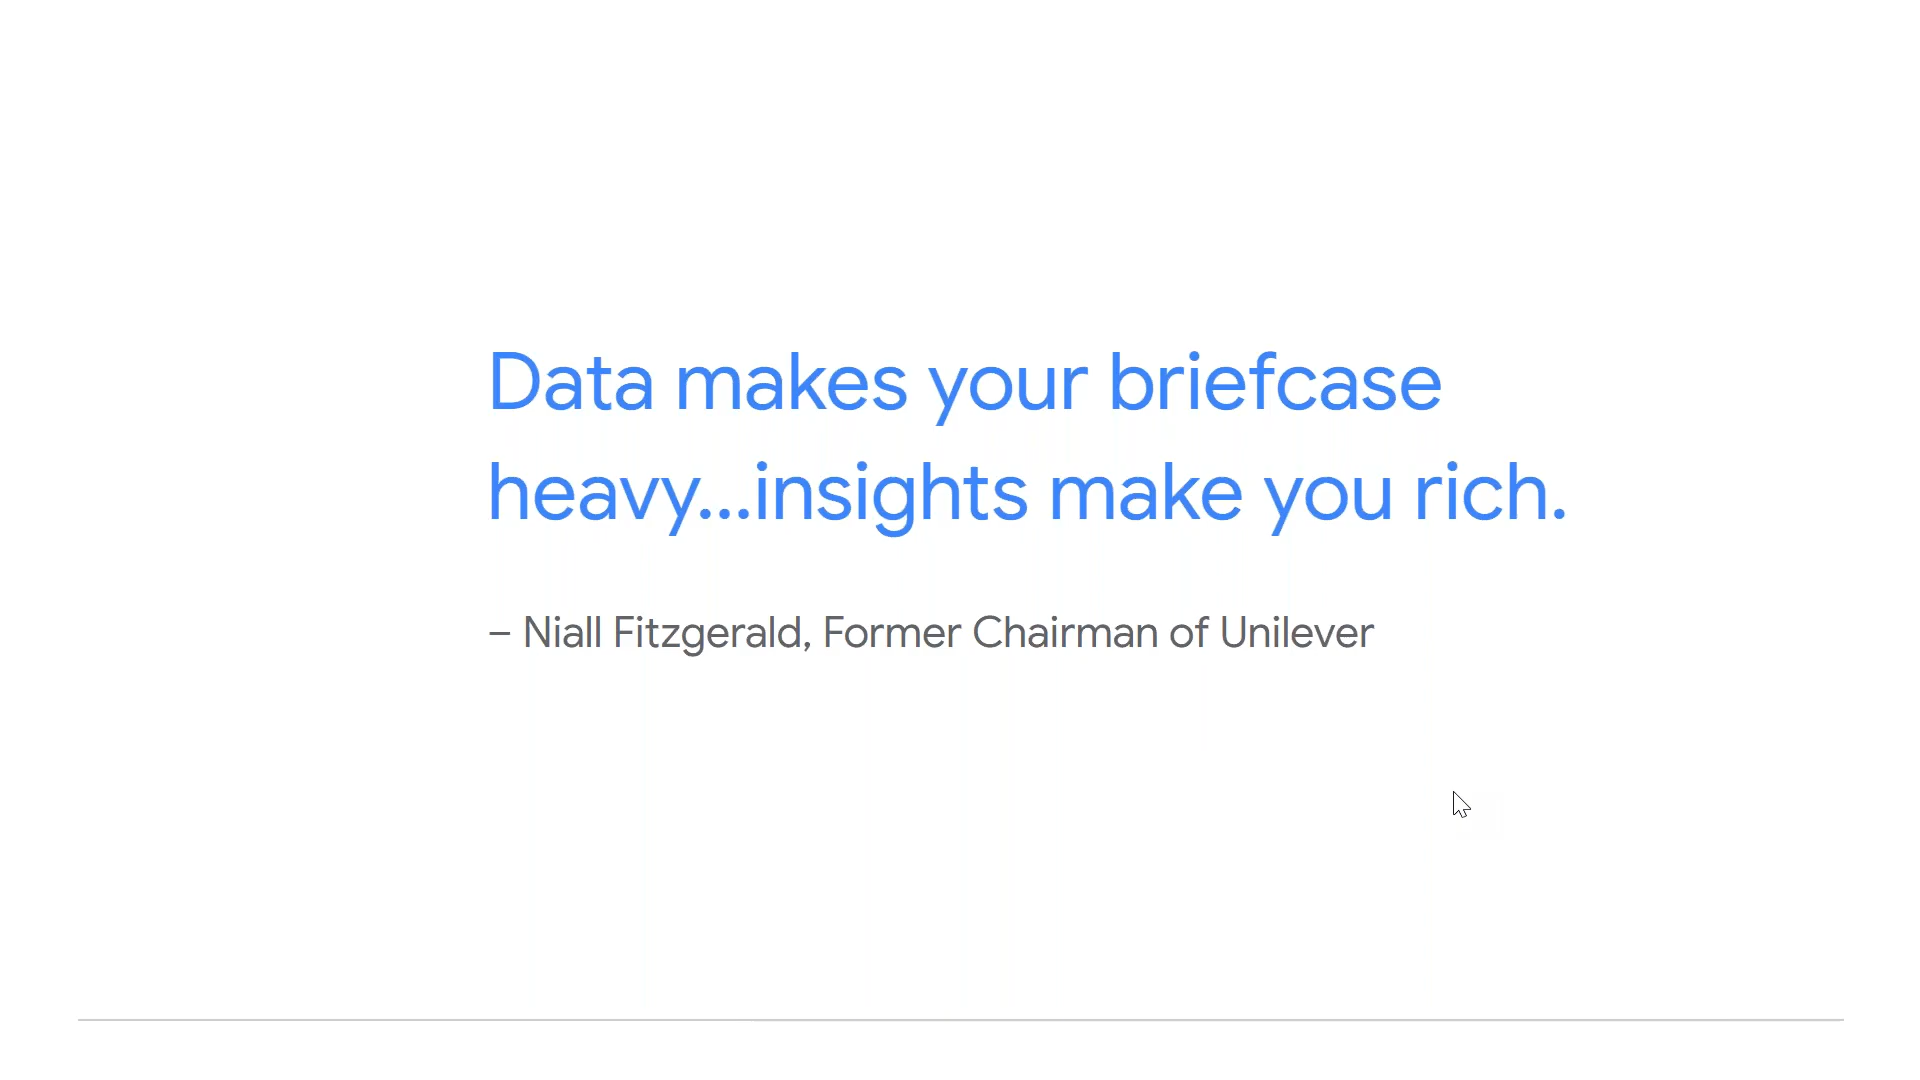 Data makes your briefcase
heavy...insights make you rich.
– Niall Fitzgerald, Former Chairman of Unilever